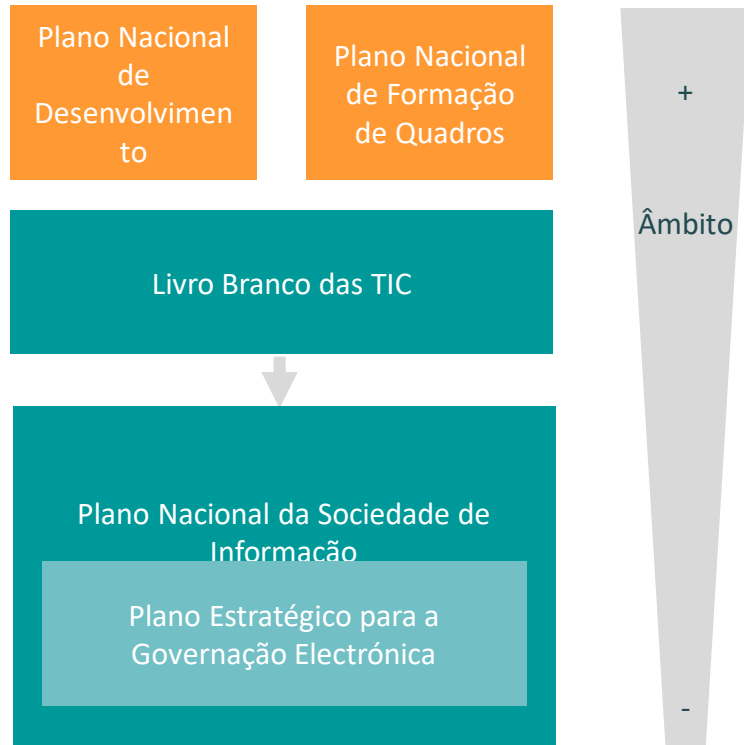 Plano Nacional
de
Desenvolvimen
to
Plano Nacional
de Formação
de Quadros
+
Âmbito
Livro Branco das TIC
Plano Nacional da Sociedade de
Informação
Plano Estratégico para a
Governação Electrónica
-